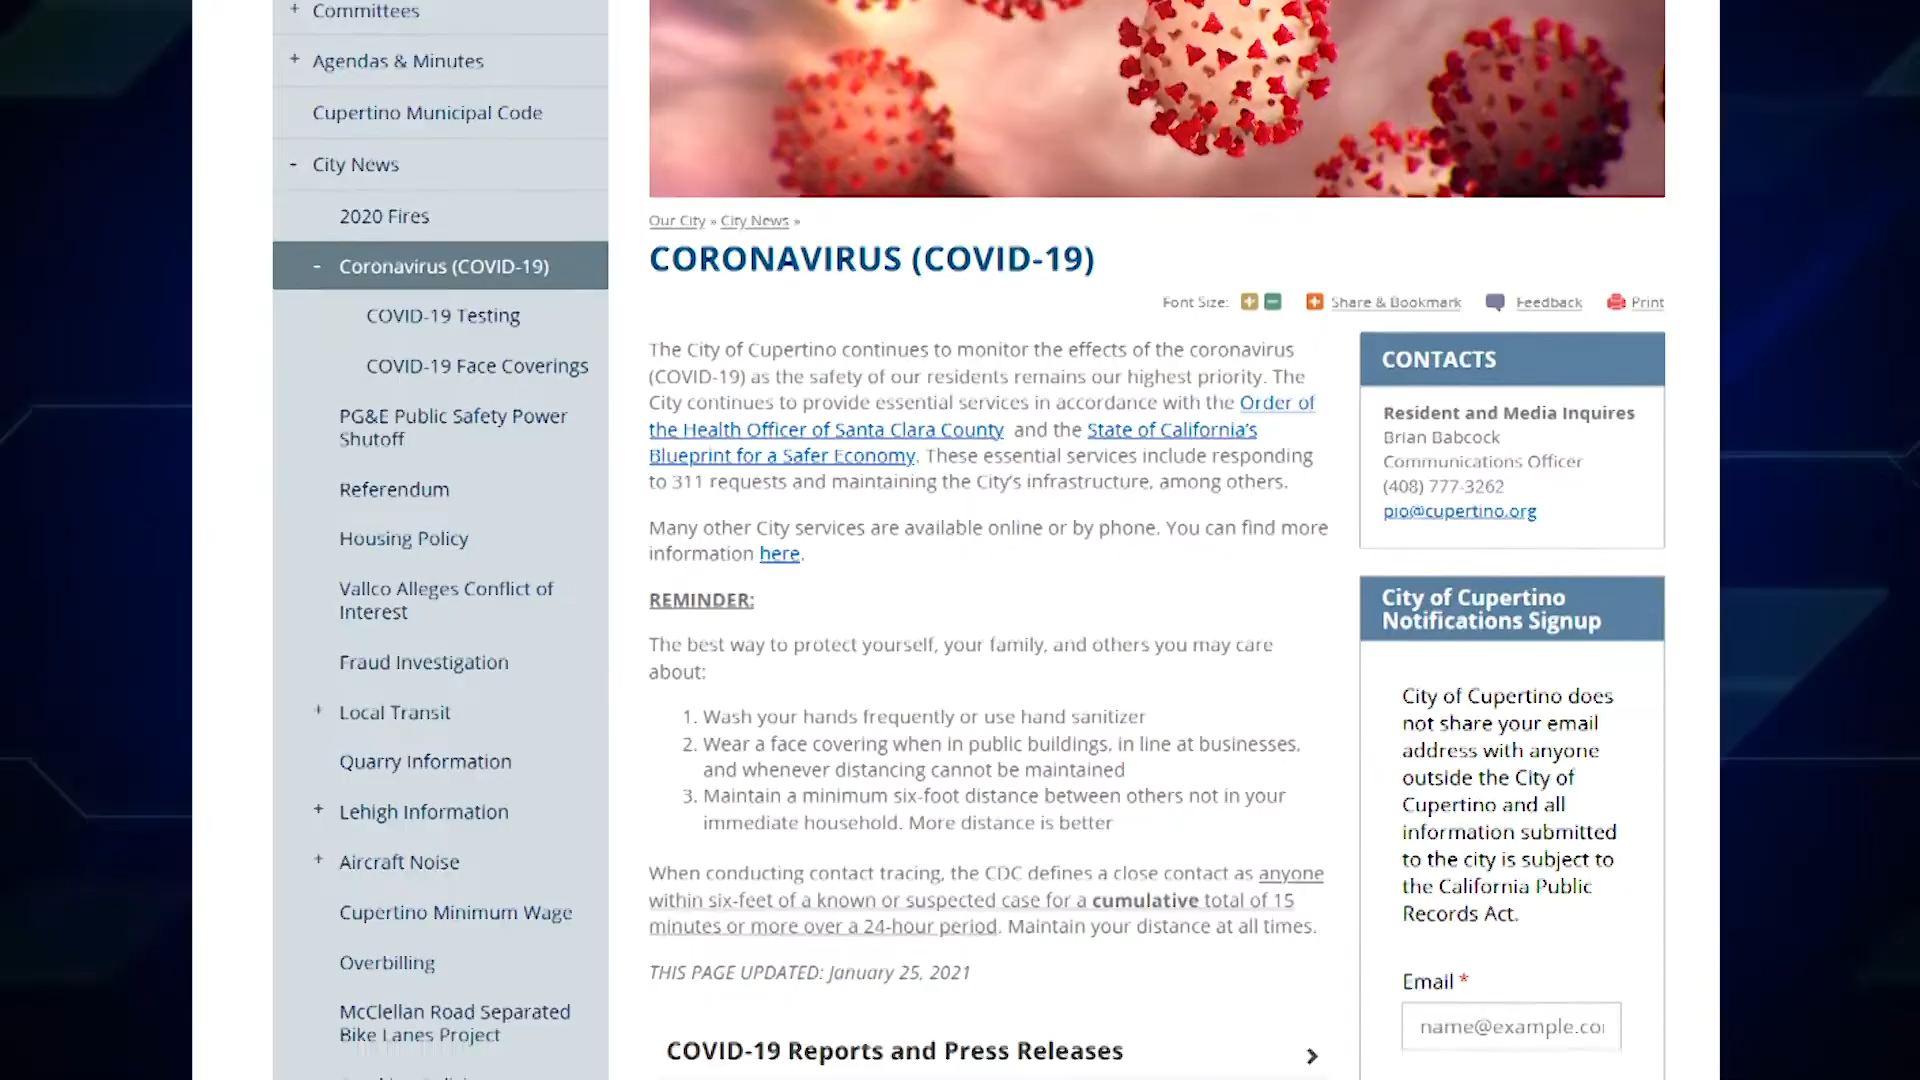 + Committees
+ Agendas & Minutes
Cupertino Municipal Code
- City News
2020 Fires
- Coronavirus (COVID-19)
COVID-19 Testing
COVID-19 Face Coverings
PG&E Public Safety Power
Shutoff
Referendum
Housing Policy
Vallco Alleges Conflict of
Interest
Fraud Investigation
+ Local Transit
Quarry Information
+ Lehigh Information
+ Aircraft Noise
Cupertino Minimum Wage
Overbilling
McClellan Road Separated
Bike Lanes Project
Our City » City News »
CORONAVIRUS (COVID-19)
Font Size: + - Share & Bookmark Feedback Print
The City of Cupertino continues to monitor the effects of the coronavirus
(COVID-19) as the safety of our residents remains our highest priority. The
City continues to provide essential services in accordance with the Order of
the Health Officer of Santa Clara County and the State of California's
Blueprint for a Safer Economy. These essential services include responding
to 311 requests and maintaining the City's infrastructure, among others.
Many other City services are available online or by phone. You can find more
information here.
REMINDER:
The best way to protect yourself, your family, and others you may care
about:
1. Wash your hands frequently or use hand sanitizer
2. Wear a face covering when in public buildings, in line at businesses,
and whenever distancing cannot be maintained
3. Maintain a minimum six-foot distance between others not in your
immediate household. More distance is better
When conducting contact tracing, the CDC defines a close contact as anyone
within six-feet of a known or suspected case for a cumulative total of 15
minutes or more over a 24-hour period. Maintain your distance at all times.
THIS PAGE UPDATED: January 25, 2021
COVID-19 Reports and Press Releases
CONTACTS
Resident and Media Inquires
Brian Babcock
Communications Officer
(408) 777-3262
pio@cupertino.org
City of Cupertino
Notifications Signup
City of Cupertino does
not share your email
address with anyone
outside the City of
Cupertino and all
information submitted
to the city is subject to
the California Public
Records Act.
Email *
name@example.co